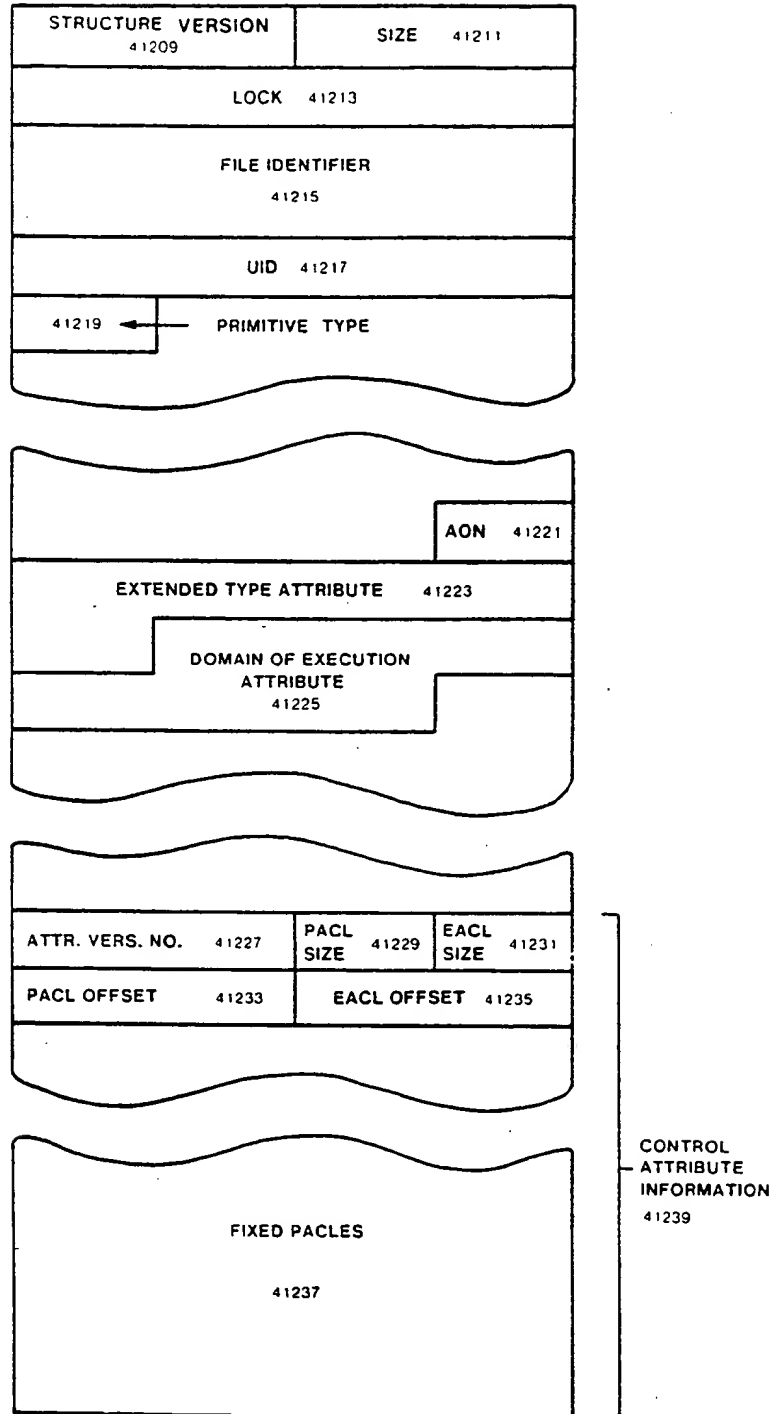 STRUCTURE VERSION
41209
SIZE 41211
LOCK 41213
FILE IDENTIFIER
41215
UID 41217
41219 PRIMITIVE TYPE
AON 41221
EXTENDED TYPE ATTRIBUTE 41223
DOMAIN OF EXECUTION
ATTRIBUTE
41225
ATTR. VERS. NO. 41227
PACL
SIZE 41229
EACL
SIZE 41231
PACL OFFSET 41233
EACL OFFSET 41235
FIXED PACLES
41237
CONTROL
ATTRIBUTE
INFORMATION
41239